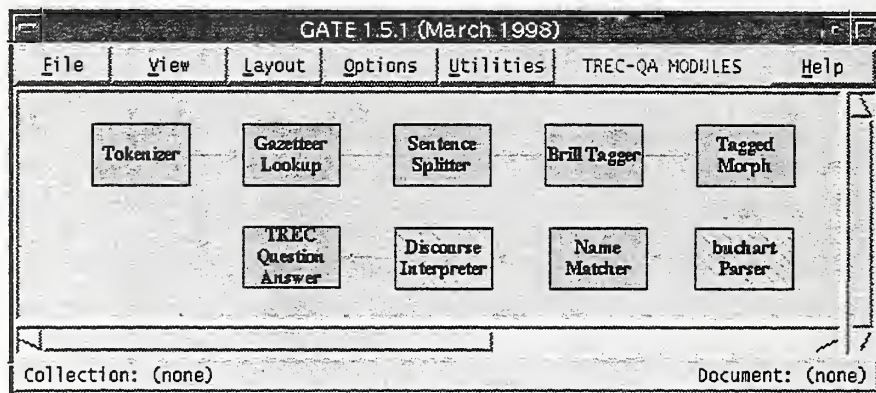 GATE 1.5.1 (March 1998)
File View Layout Options Utilities TREC-QA MODULES Help
Tokenizer
Gazetteer
Lookup
Sentence
Splitter
Brill Tagger
Tagged
Morph
TREC
Question
Answer
Discourse
Interpreter
Name
Matcher
buchart
Parser
Collection: (none) Document: (none)